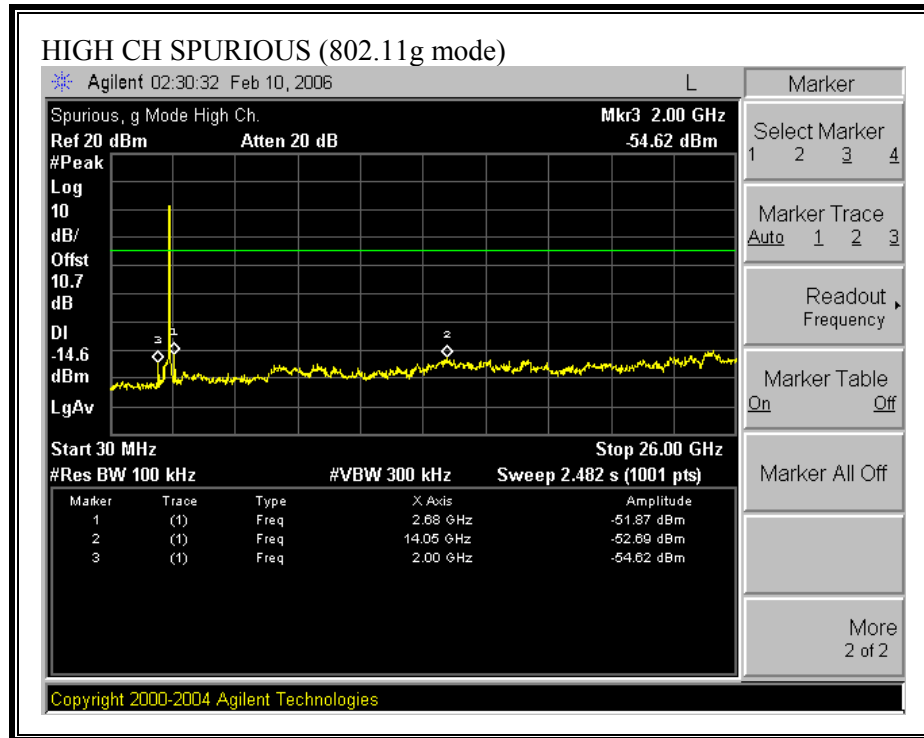 HIGH CH SPURIOUS (802.11g mode)
Agilent 02:30:32 Feb 10, 2006 L
Marker
Spurious, g Mode High Ch. Mkr3 2.00 GHz
Ref 20 dBm Atten 20 dB -54.62 dBm
#Peak
Log
10
dB/
Offst
10.7
dB
DI
-14.6
dBm
LgAv
3
1
2
Start 30 MHz Stop 26.00 GHz
#Res BW 100 kHz #VBW 300 kHz Sweep 2.482 s (1001 pts)
Marker Trace Type X Axis Amplitude
1 (1) Freq 2.68 GHz -51.87 dBm
2 (1) Freq 14.05 GHz -52.69 dBm
3 (1) Freq 2.00 GHz -54.62 dBm
Select Marker
1 2 3 4
Marker Trace
Auto 1 2 3
Readout
Frequency
Marker Table
On Off
Marker All Off
More
2 of 2
Copyright 2000-2004 Agilent Technologies